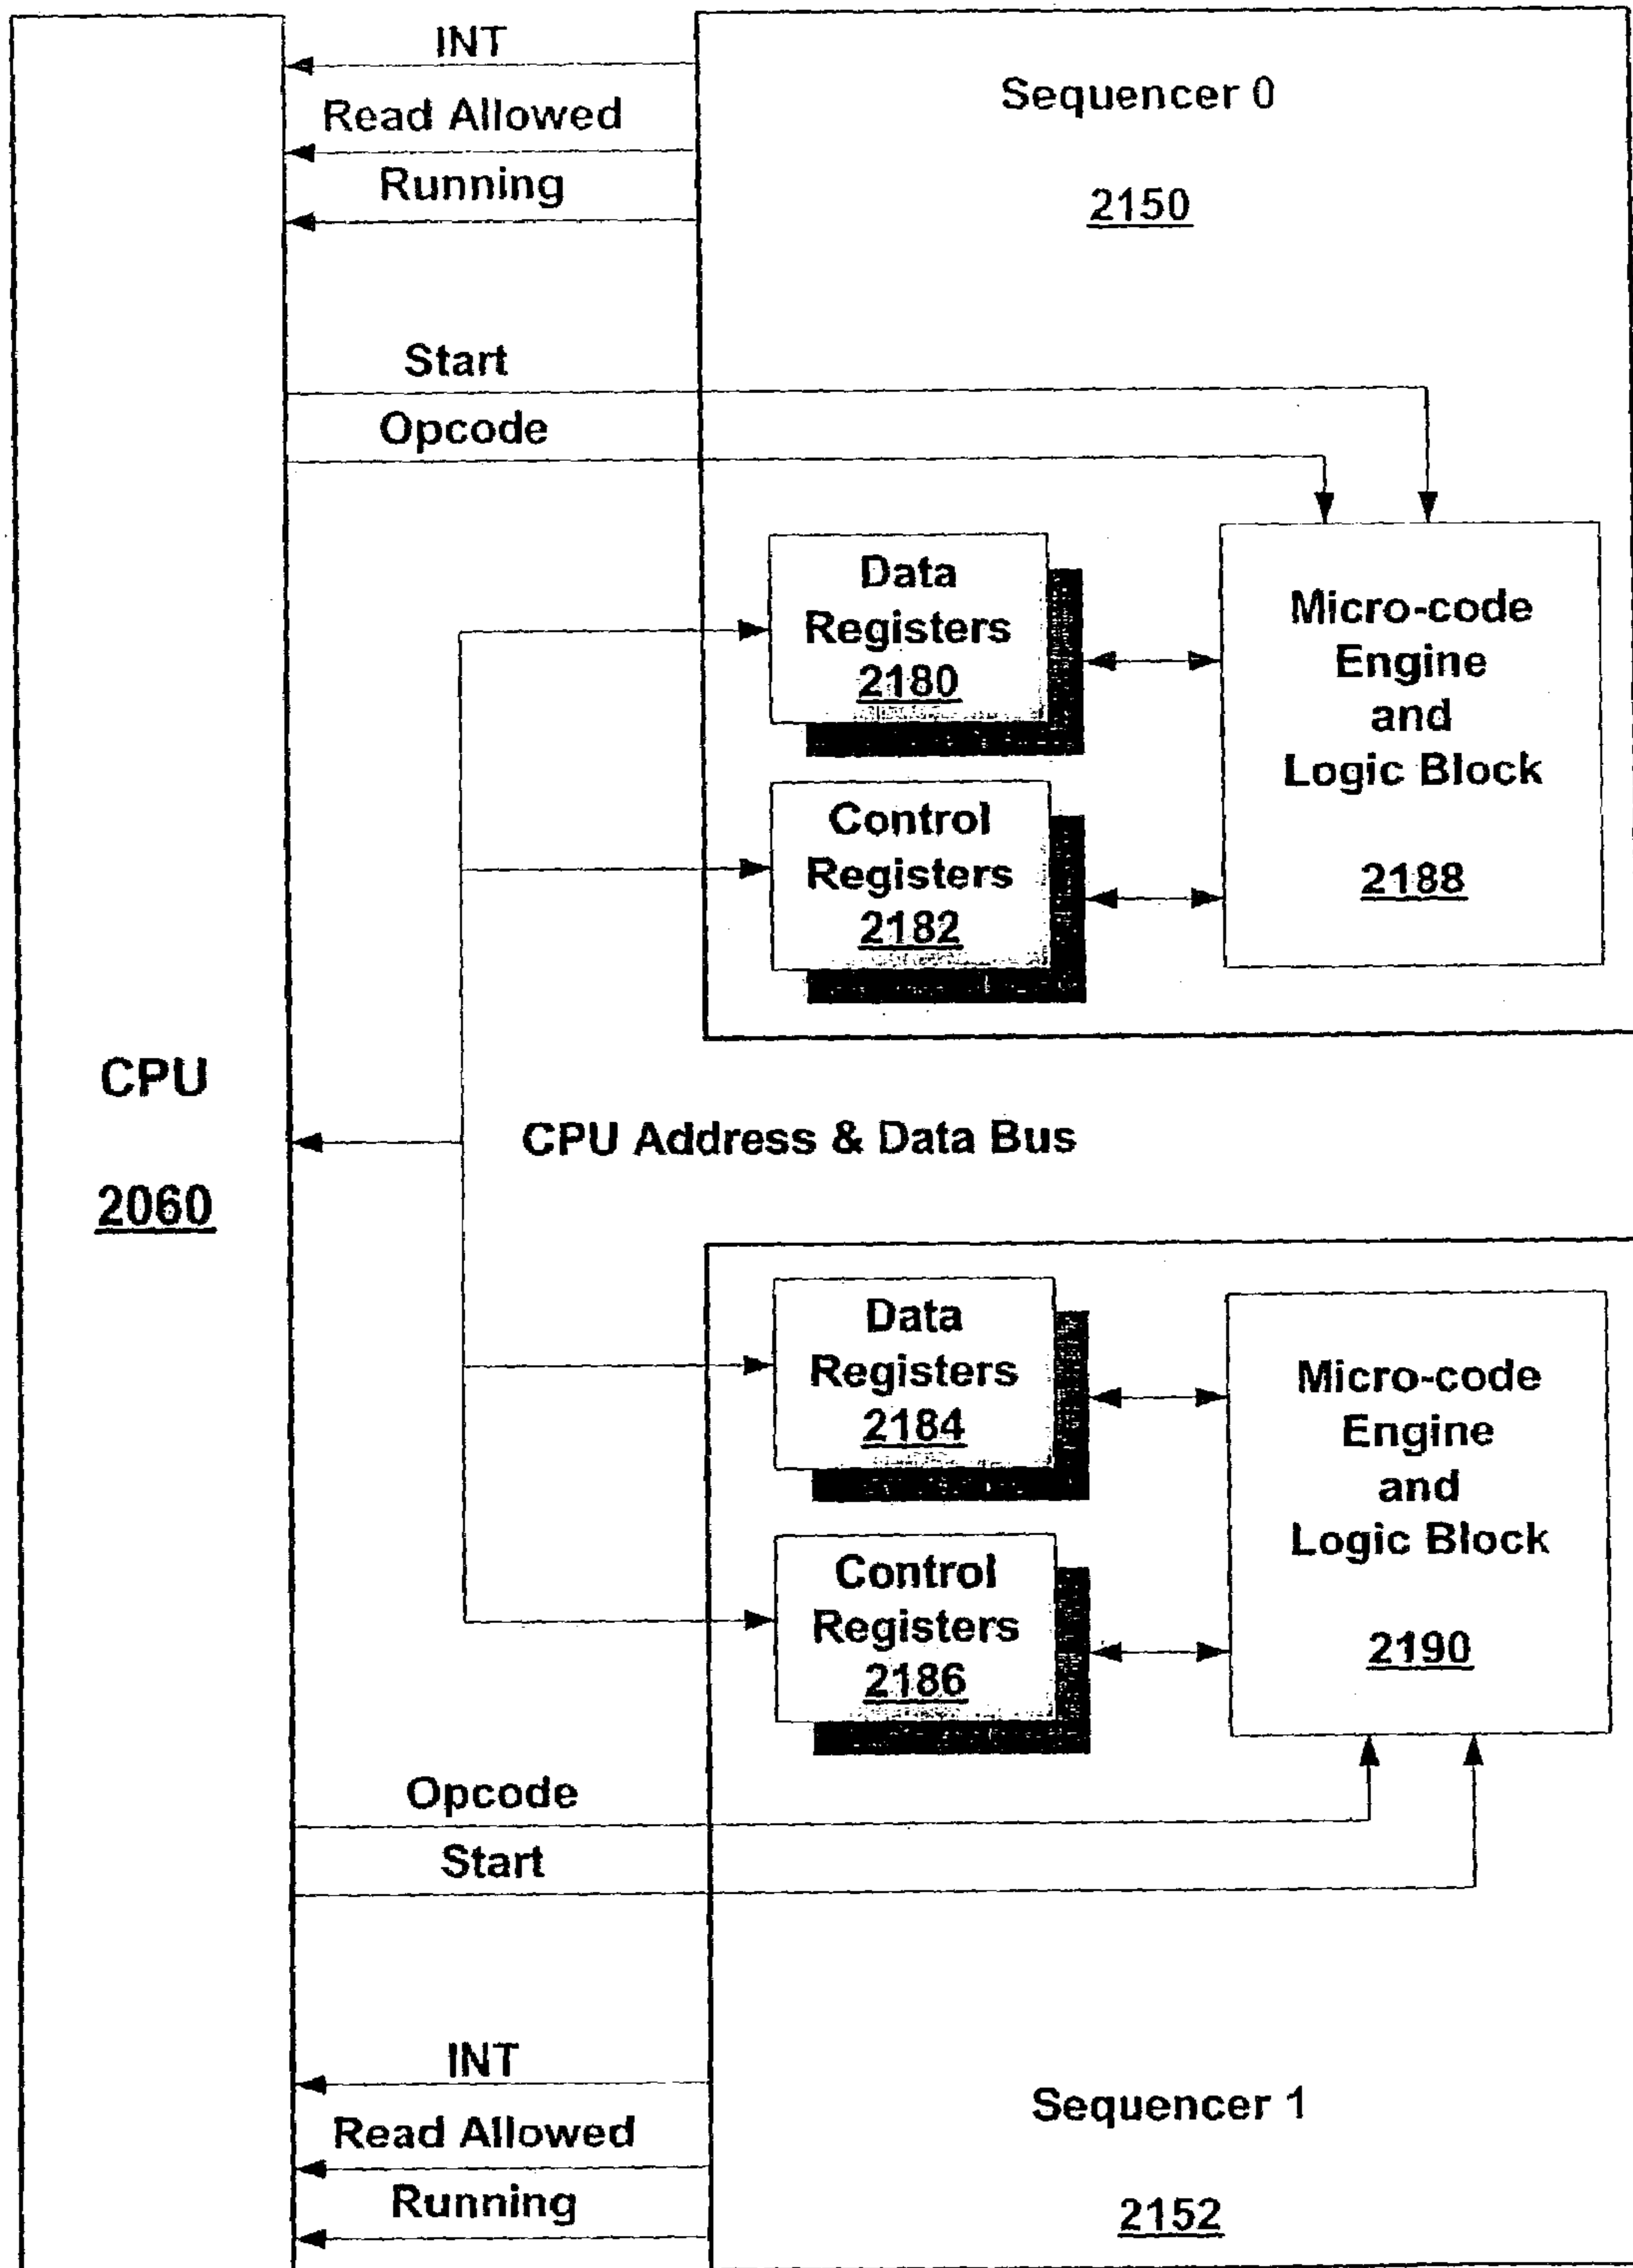 INT
Read Allowed
Running
Sequencer 0
2150
Start
Opcode
Data
Registers
2180
Control
Registers
2182
Micro-code
Engine
and
Logic Block
2188
CPU
2060
CPU Address & Data Bus
Data
Registers
2184
Control
Registers
2186
Micro-code
Engine
and
Logic Block
2190
Opcode
Start
INT
Read Allowed
Running
Sequencer 1
2152